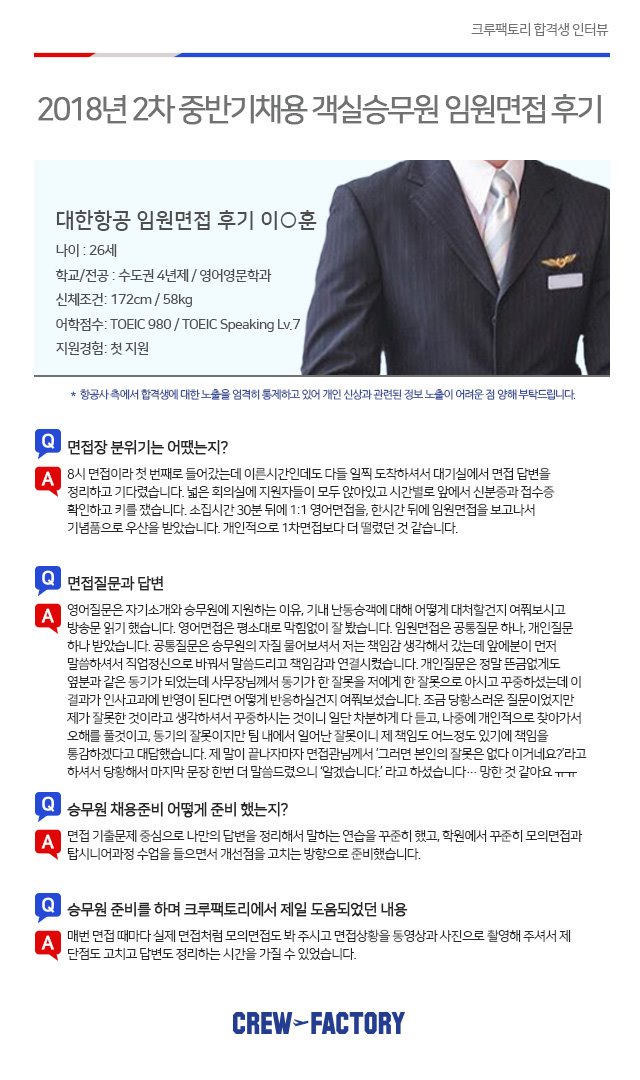 크루팩토리 합격생 인터뷰
2018년 2차 중반기채용 객실승무원 임원면접 후기
대한항공 임원면접 후기 이○훈
나이 : 26세
학교/전공 : 수도권 4년제 / 영어영문학과
신체조건: 172cm / 58kg
어학점수: TOEIC 980 / TOEIC Speaking Lv.7
지원경험: 첫 지원
* 항공사 측에서 합격생에 대한 노출을 엄격히 통제하고 있어 개인 신상과 관련된 정보 노출이 어려운 점 양해 부탁드립니다.
Q 면접장 분위기는 어땠는지?
A 8시 면접이라 첫 번째로 들어갔는데 이른시간인데도 다들 일찍 도착하셔서 대기실에서 면접 답변을
정리하고 기다렸습니다. 넓은 회의실에 지원자들이 모두 앉아있고 시간별로 앞에서 신분증과 접수증
확인하고 키를 쟀습니다. 소집시간 30분 뒤에 1:1 영어면접을, 한시간 뒤에 임원면접을 보고나서
기념품으로 우산을 받았습니다. 개인적으로 1차면접보다 더 떨렸던 것 같습니다.
Q 면접질문과 답변
A 영어질문은 자기소개와 승무원에 지원하는 이유, 기내 난동승객에 대해 어떻게 대처할건지 여쭤보시고
방송문 읽기 했습니다. 영어면접은 평소대로 막힘없이 잘 봤습니다. 임원면접은 공통질문 하나, 개인질문
하나 받았습니다. 공통질문은 승무원의 자질 물어보셔서 저는 책임감 생각해서 갔는데 앞에분이 먼저
말씀하셔서 직업정신으로 바꿔서 말씀드리고 책임감과 연결시켰습니다. 개인질문은 정말 뜬금없게도
옆분과 같은 동기가 되었는데 사무장님께서 동기가 한 잘못을 저에게 한 잘못으로 아시고 꾸중하셨는데 이
결과가 인사고과에 반영이 된다면 어떻게 반응하실건지 여쭤보셨습니다. 조금 당황스러운 질문이었지만
제가 잘못한 것이라고 생각하셔서 꾸중하시는 것이니 일단 차분하게 다 듣고, 나중에 개인적으로 찾아가서
오해를 풀것이고, 동기의 잘못이지만 팀 내에서 일어난 잘못이니 제 책임도 어느정도 있기에 책임을
통감하겠다고 대답했습니다. 제 말이 끝나자마자 면접관님께서 ‘그러면 본인의 잘못은 없다 이거네요?’라고
하셔서 당황해서 마지막 문장 한번 더 말씀드렸으니 ‘알겠습니다.’ 라고 하셨습니다… 망한 것 같아요 ㅠㅠ
Q 승무원 채용준비 어떻게 준비 했는지?
A 면접 기출문제 중심으로 나만의 답변을 정리해서 말하는 연습을 꾸준히 했고, 학원에서 꾸준히 모의면접과
탑시니어과정 수업을 들으면서 개선점을 고치는 방향으로 준비했습니다.
Q 승무원 준비를 하며 크루팩토리에서 제일 도움되었던 내용
A 매번 면접 때마다 실제 면접처럼 모의면접도 봐 주시고 면접상황을 동영상과 사진으로 촬영해 주셔서 제
단점도 고치고 답변도 정리하는 시간을 가질 수 있었습니다.
CREW FACTORY